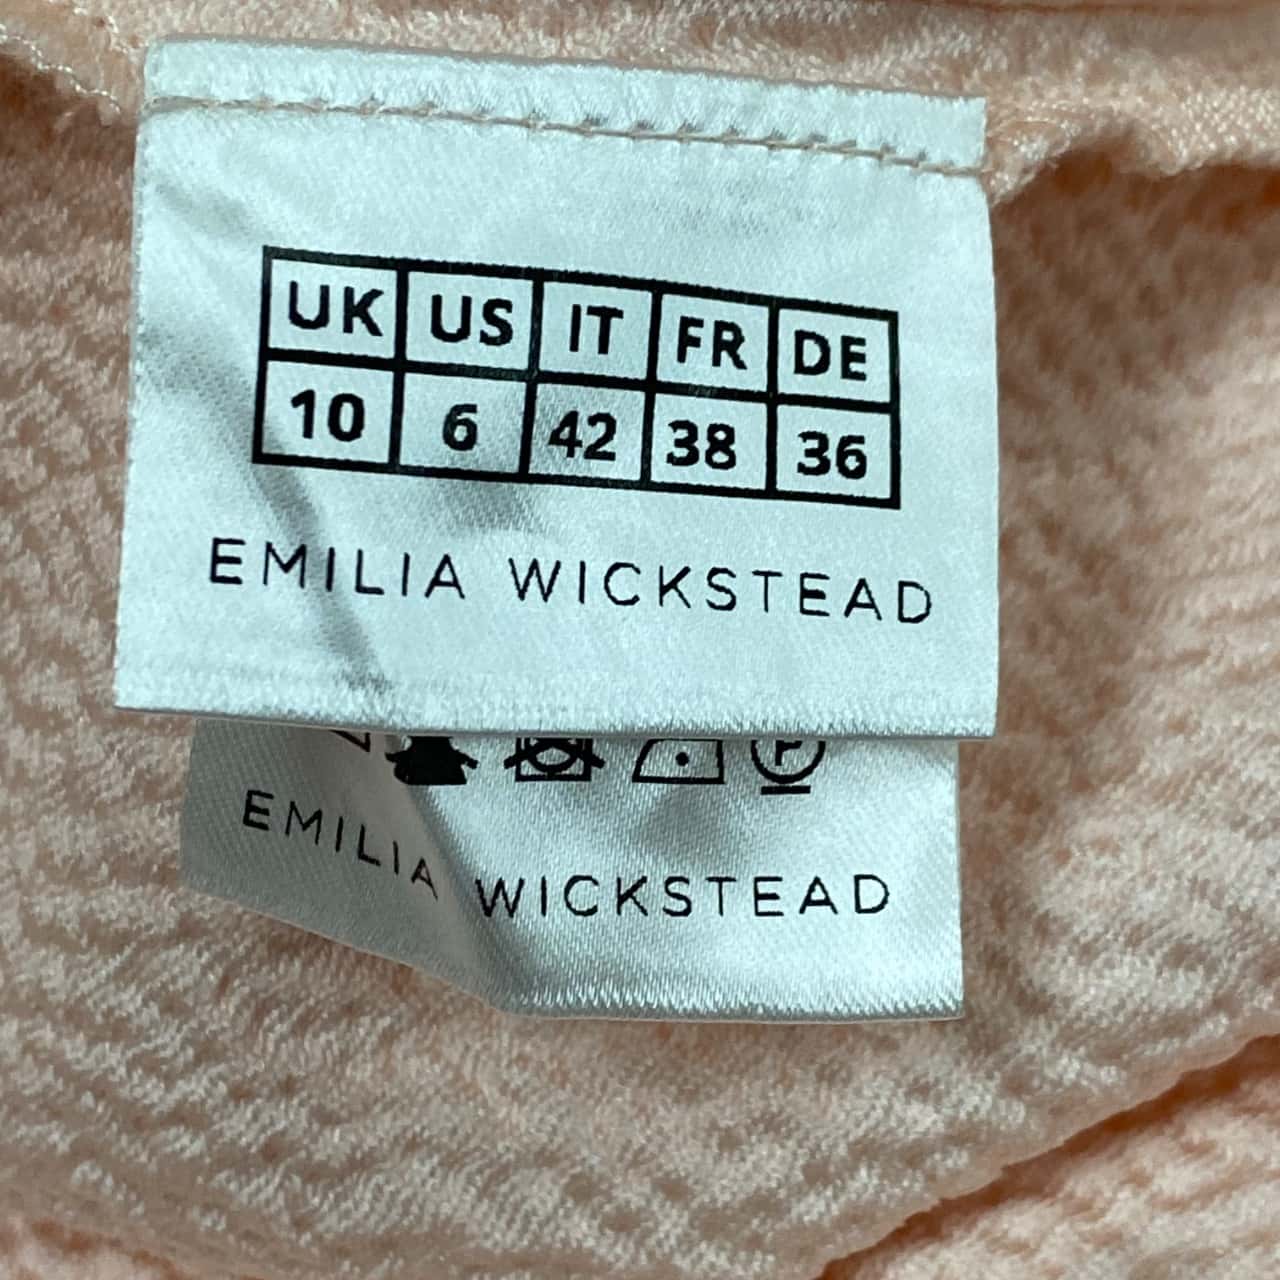 UK US IT FR DE
10 6 42 38 36
EMILIA WICKSTEAD
P
EMILIA WICKSTEAD